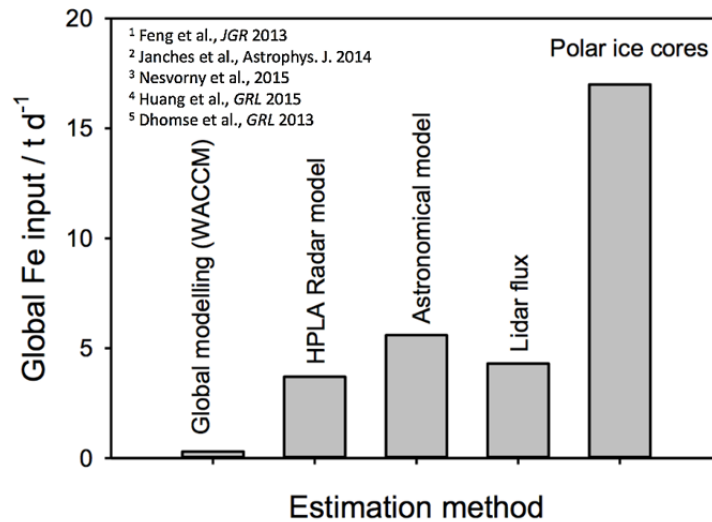 20
15
10
5
0
Global Fe input / t d⁻¹
¹ Feng et al., JGR 2013
² Janches et al., Astrophys. J. 2014
³ Nesvorny et al., 2015
⁴ Huang et al., GRL 2015
⁵ Dhomse et al., GRL 2013
Global modelling (WACCM)
HPLA Radar model
Astronomical model
Lidar flux
Polar ice cores
Estimation method